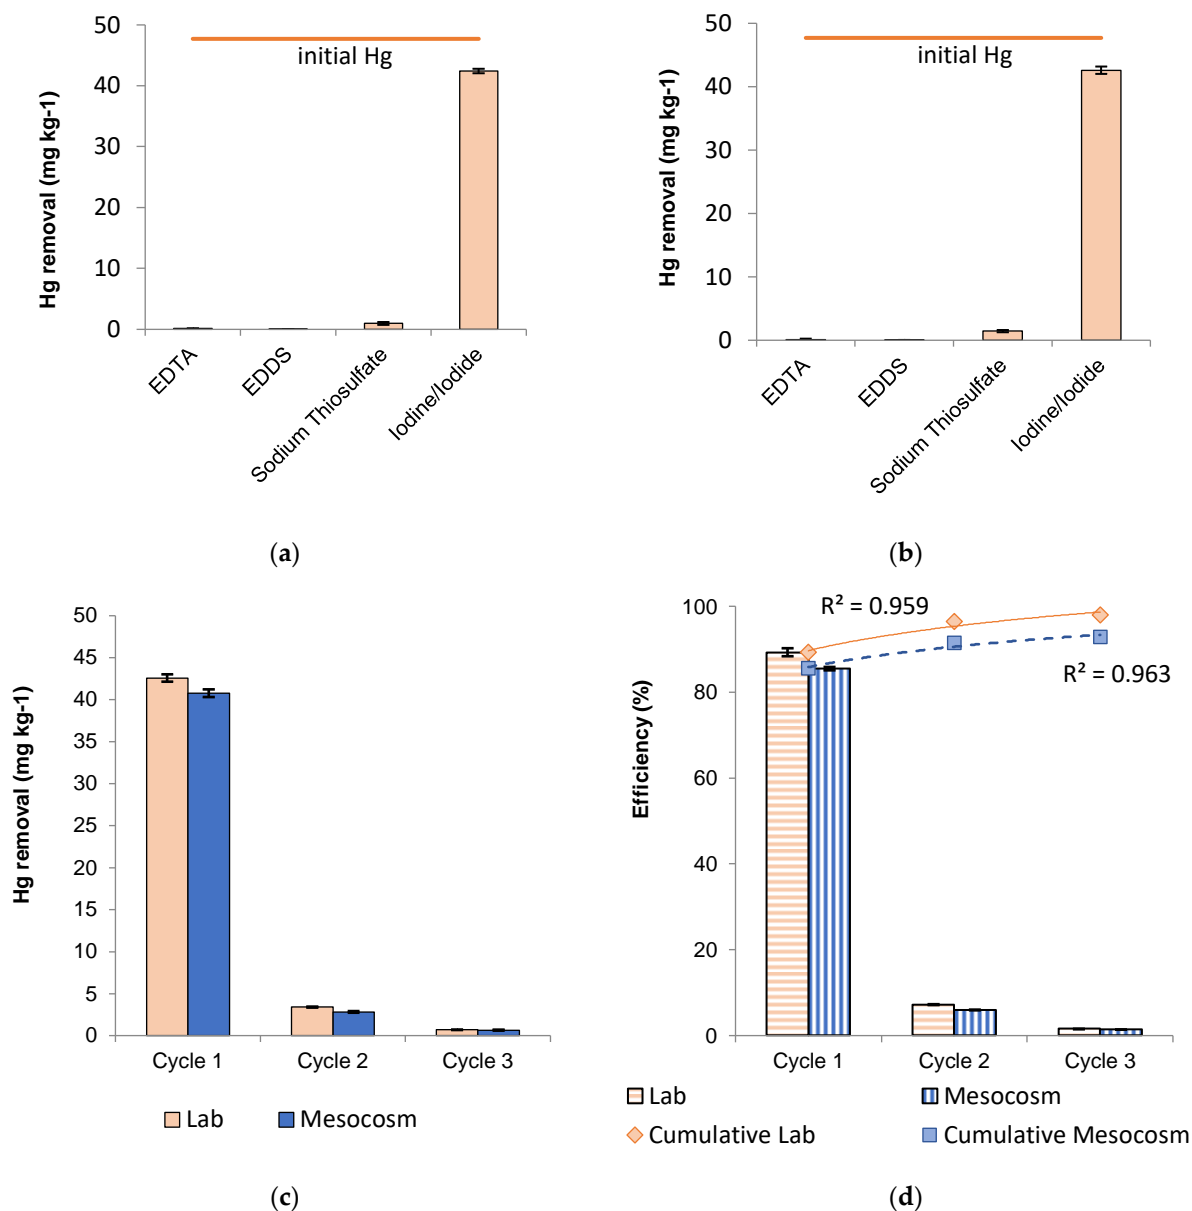 50
40
30
20
10
0
Hg removal (mg kg-1)
initial Hg
EDTA
EDDS
Sodium Thiosulfate
Iodine/Iodide
(a)
50
40
30
20
10
0
Hg removal (mg kg-1)
initial Hg
EDTA
EDDS
Sodium Thiosulfate
Iodine/Iodide
(b)
50
45
40
35
30
25
20
15
10
5
0
Hg removal (mg kg-1)
Cycle 1 Cycle 2 Cycle 3
Lab Mesocosm
(c)
100
80
60
40
20
0
Efficiency (%)
R² = 0.959
R² = 0.963
Cycle 1 Cycle 2 Cycle 3
Lab Mesocosm
Cumulative Lab Cumulative Mesocosm
(d)